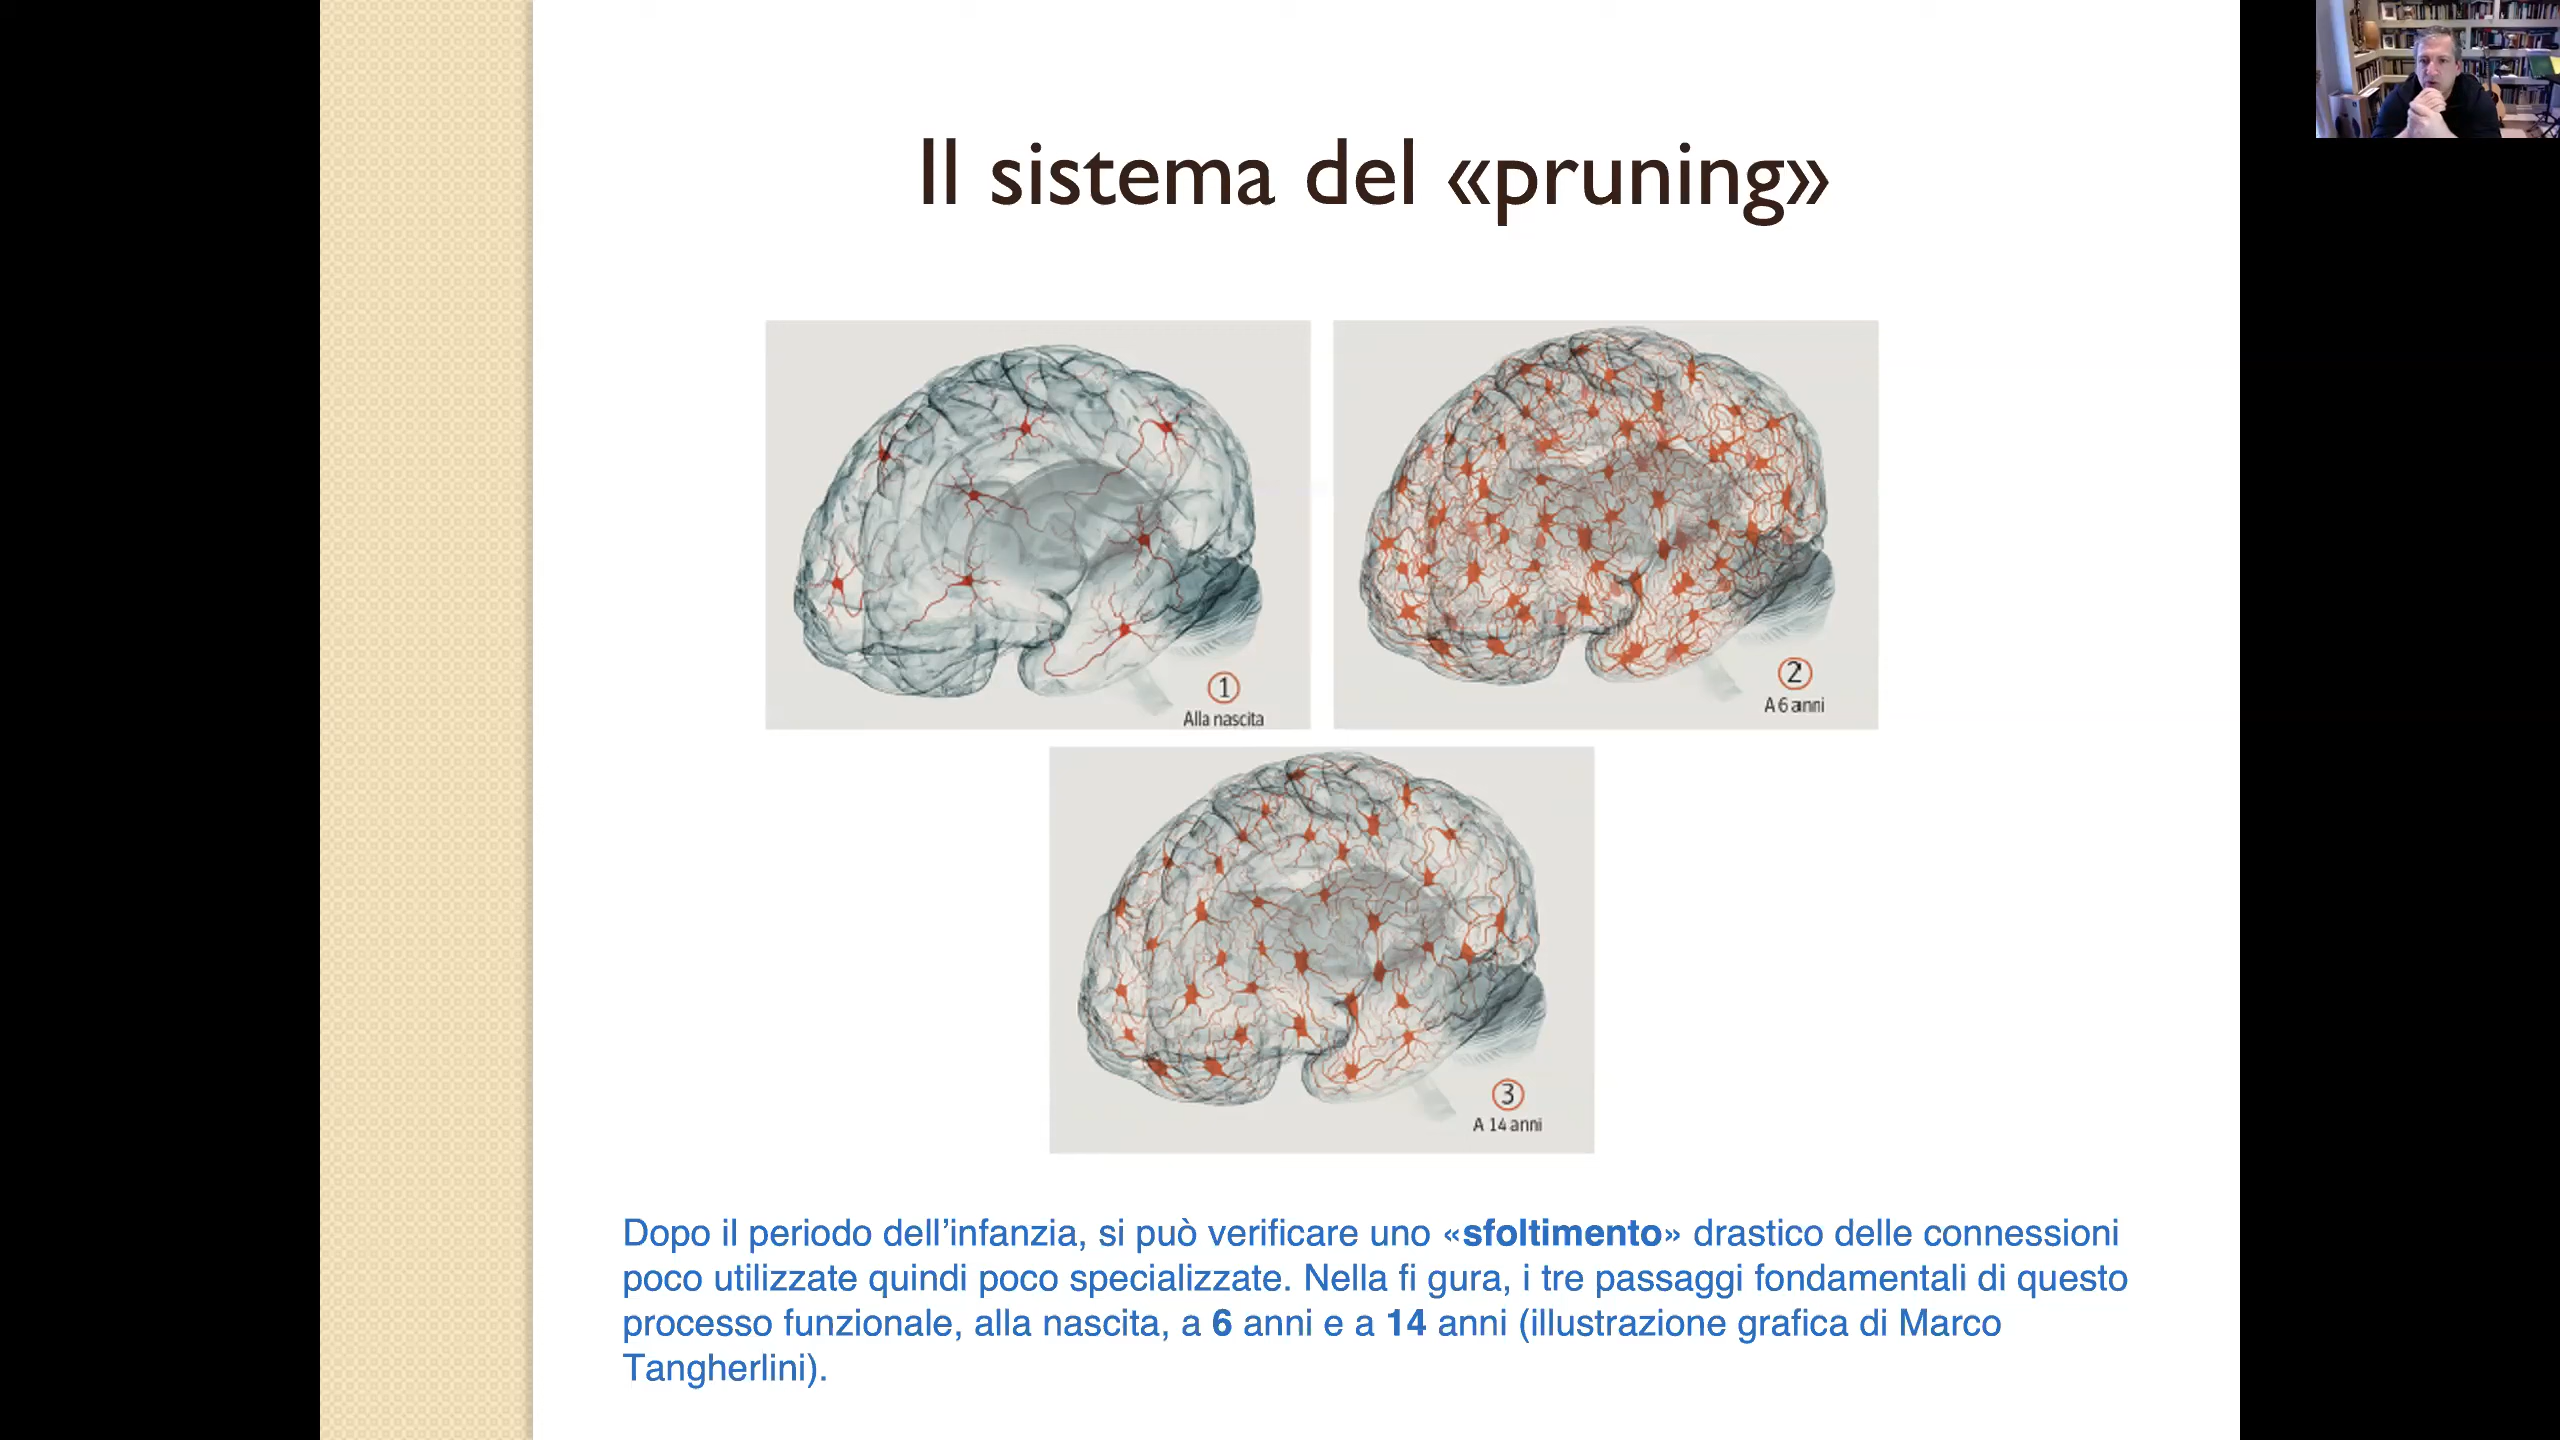 Il sistema del «pruning»
1
Alla nascita
2
A 6 anni
3
A 14 anni
Dopo il periodo dell’infanzia, si può verificare uno «sfoltimento» drastico delle connessioni
poco utilizzate quindi poco specializzate. Nella fi gura, i tre passaggi fondamentali di questo
processo funzionale, alla nascita, a 6 anni e a 14 anni (illustrazione grafica di Marco
Tangherlini).